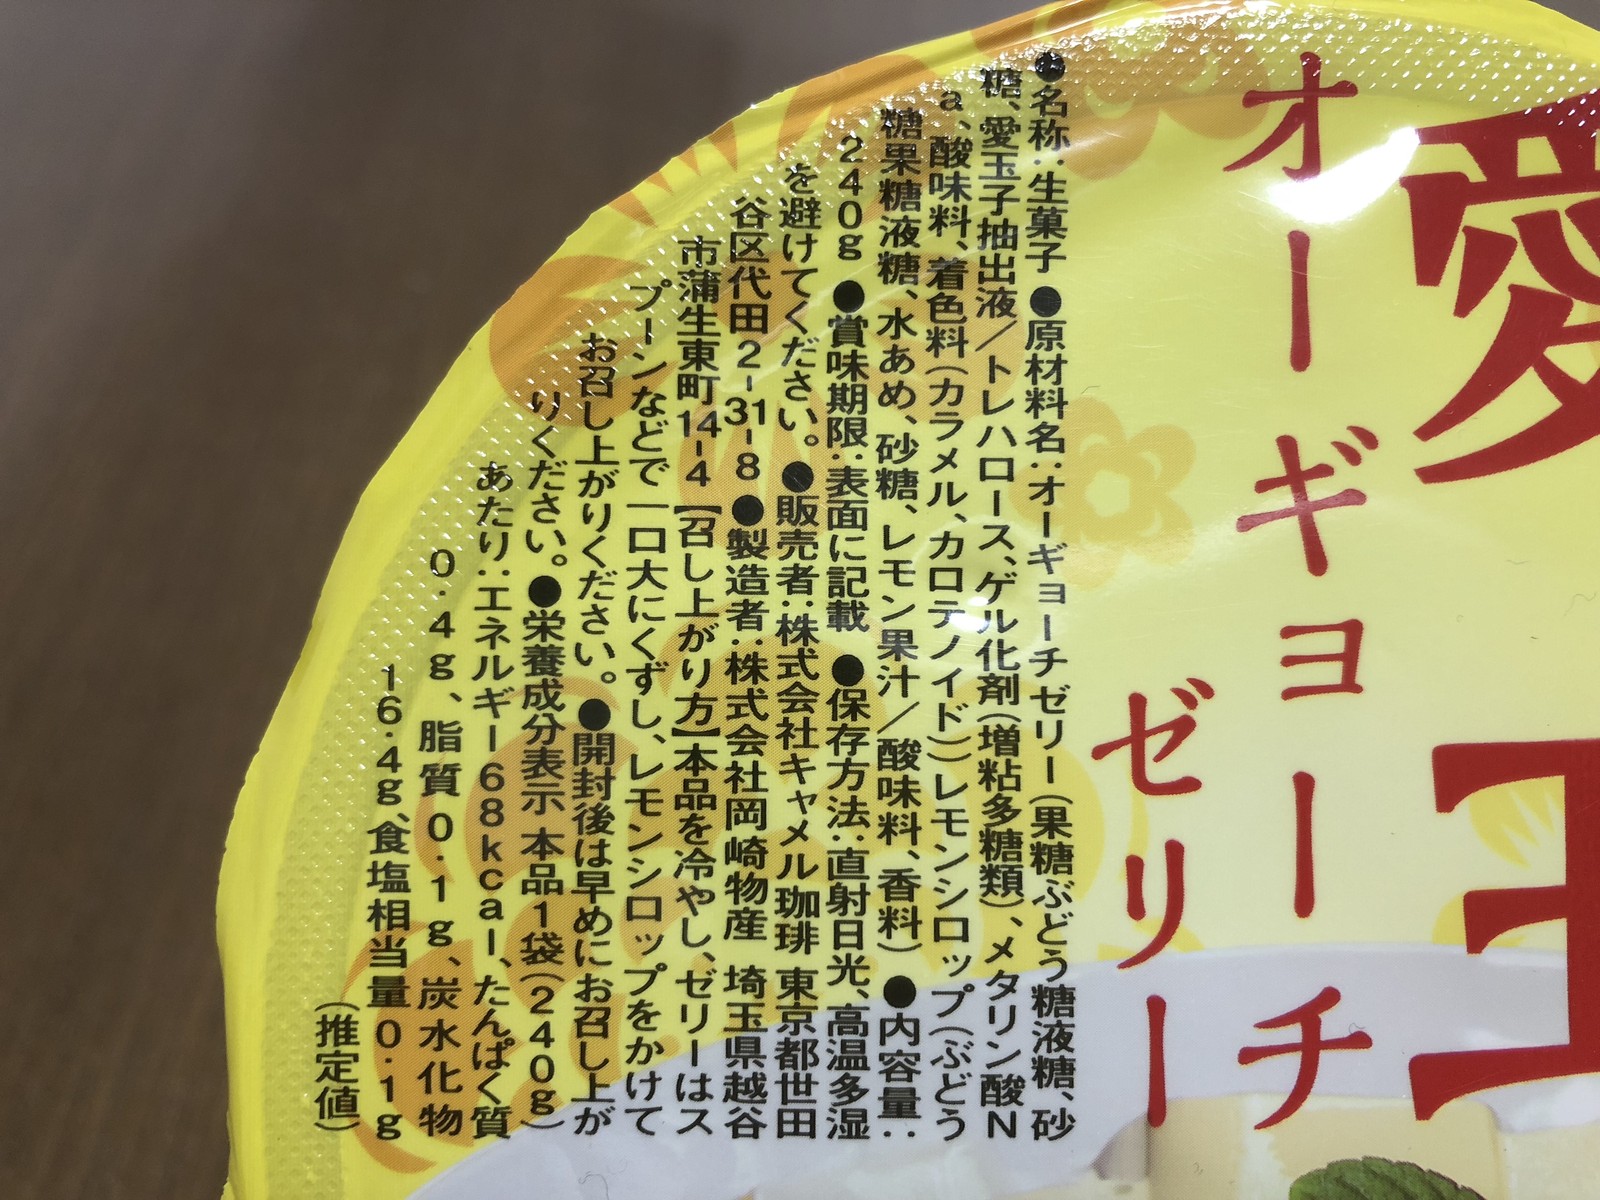 愛玉
オーギョーチ
ゼリー
●名称:生菓子 ●原材料名:オーギョーチゼリー(果糖ぶどう糖液糖、砂
糖、愛玉子抽出液/トレハロース、ゲル化剤(増粘多糖類)、メタリン酸N
a、酸味料、着色料(カラメル、カロテノイド))レモンシロップ(ぶどう
糖果糖液糖、水あめ、砂糖、レモン果汁/酸味料、香料) ●内容量:
240g ●賞味期限:表面に記載 ●保存方法:直射日光、高温多湿
を避けてください。 ●販売者:株式会社キャメル珈琲 東京都世田
谷区代田2-31-8 ●製造者:株式会社岡崎物産 埼玉県越谷
市蒲生東町14-4【召し上がり方】本品を冷やし、ゼリーはス
プーンなどで一口大にくずし、レモンシロップをかけて
お召し上がりください。 ●開封後は早めにお召し上が
りください。 ●栄養成分表示 本品1袋(240g)
あたり:エネルギー68kcal、たんぱく質
0.4g、脂質0.1g、炭水化物
16.4g、食塩相当量0.1g
(推定値)